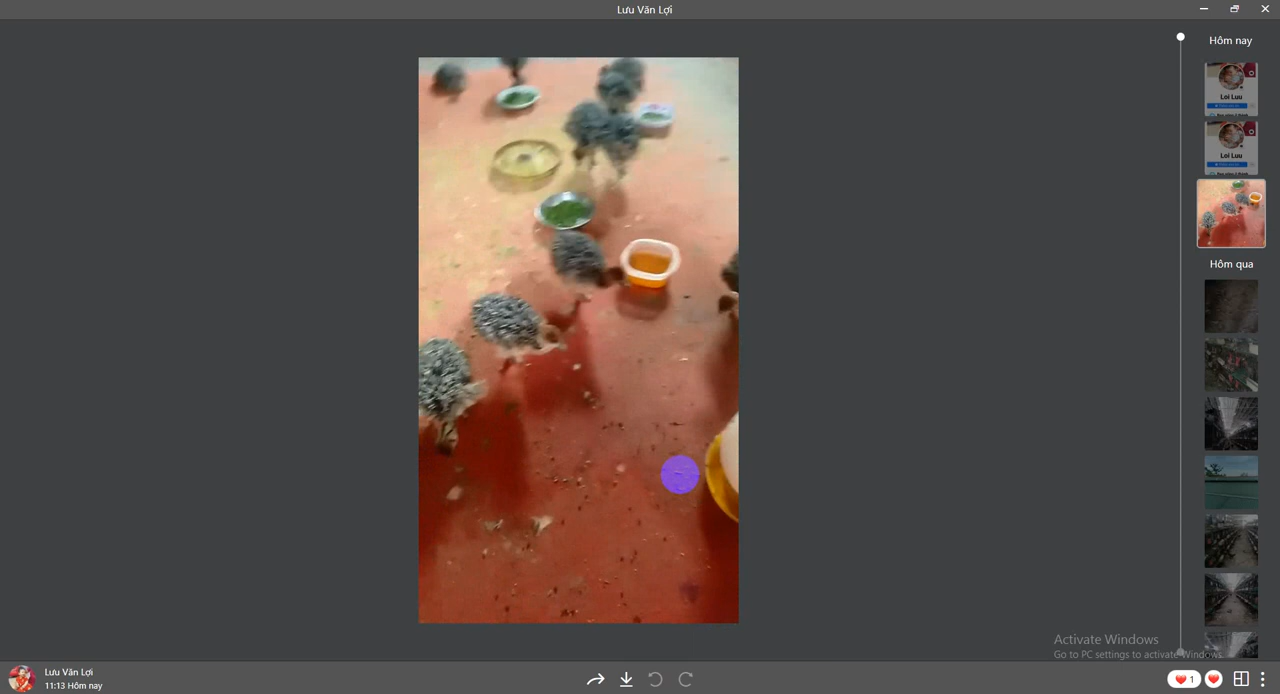 Lưu Văn Lợi
Hôm nay
Loi Luu
Loi Luu
Hôm qua
Activate Windows
Go to PC settings to activate Windows.
Lưu Văn Lợi
11:13 Hôm nay
1